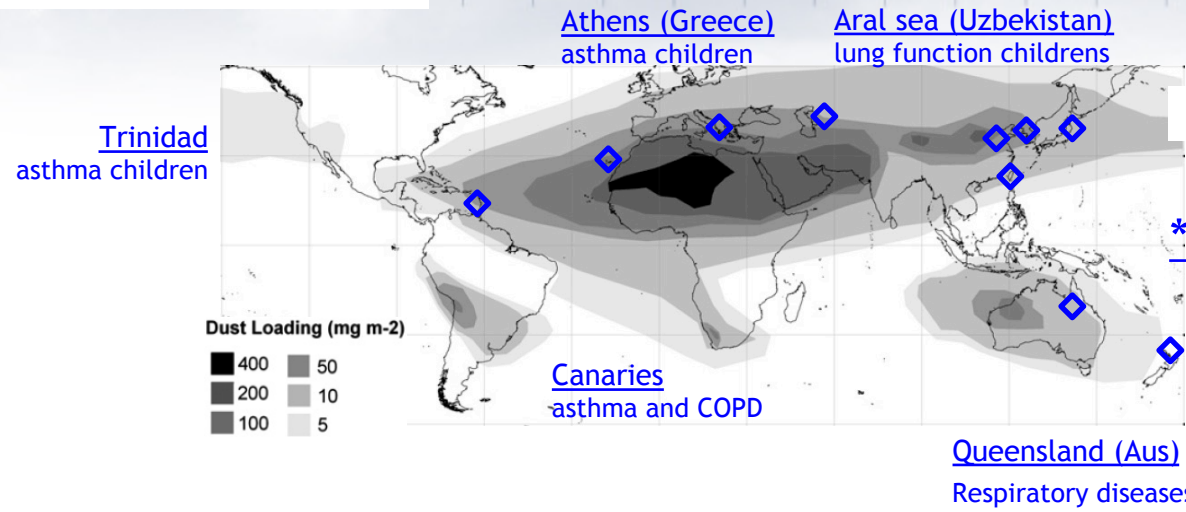 Athens (Greece)
asthma children
Aral sea (Uzbekistan)
lung function childrens
Trinidad
asthma children
*
Dust Loading (mg m-2)
400 50
200 10
100 5
Canaries
asthma and COPD
Queensland (Aus)
Respiratory diseases